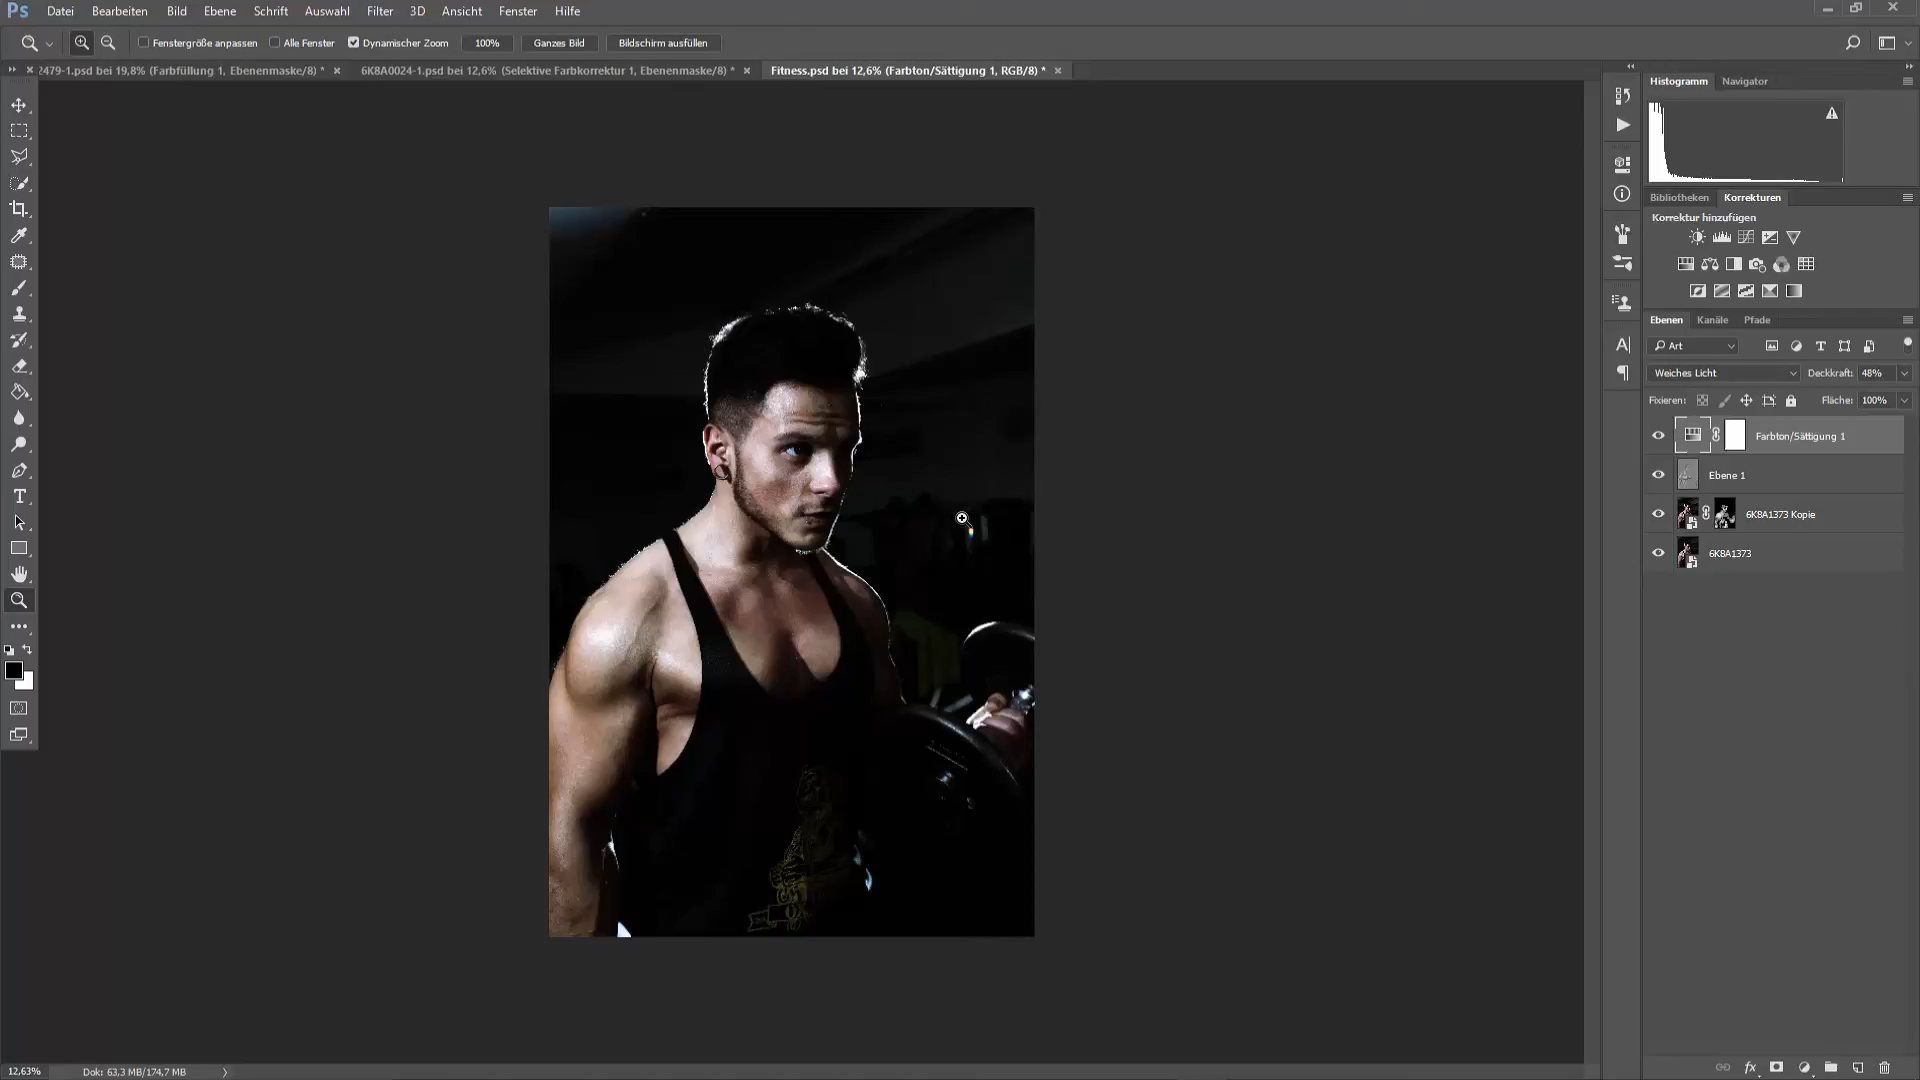 Ps Datei Bearbeiten Bild Ebene Schrift Auswahl Filter 3D Ansicht Fenster Hilfe
Fenstergröße anpassen Alle Fenster Dynamischer Zoom 100% Ganzes Bild Bildschirm ausfüllen
2479-1.psd bei 19,8% (Farbfüllung 1, Ebenenmaske/8) * 6K8A0024-1.psd bei 12,6% (Selektive Farbkorrektur 1, Ebenenmaske/8) * Fitness.psd bei 12,6% (Farbton/Sättigung 1, RGB/8) *
Histogramm Navigator
Bibliotheken Korrekturen
Korrektur hinzufügen
Ebenen Kanäle Pfade
Art
Weiches Licht Deckkraft: 48%
Fixieren: Fläche: 100%
Farbton/Sättigung 1
Ebene 1
6K8A1373 Kopie
6K8A1373
12,63% Dok: 63,3 MB/174,7 MB